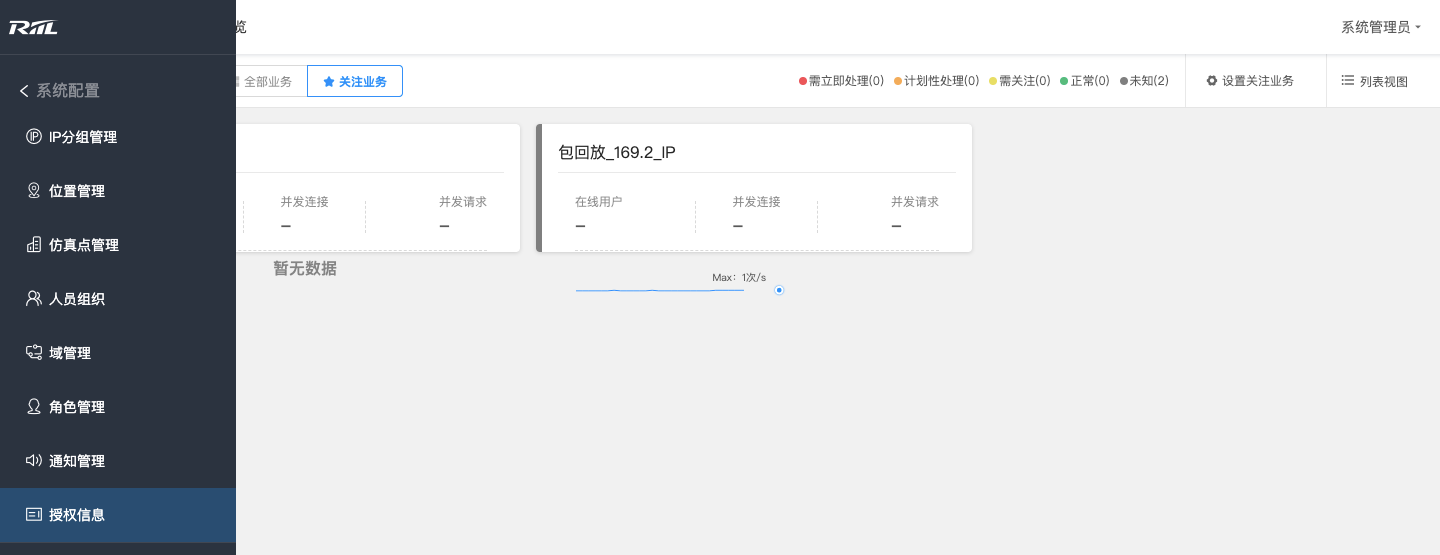 RIIL
系统配置
IP分组管理
位置管理
仿真点管理
人员组织
域管理
角色管理
通知管理
授权信息
览
系统管理员
全部业务
关注业务
需立即处理(0)
计划性处理(0)
需关注(0)
正常(0)
未知(2)
设置关注业务
列表视图
并发连接
并发请求
–
–
暂无数据
包回放_169.2_IP
在线用户
并发连接
并发请求
–
–
–
Max：1次/s